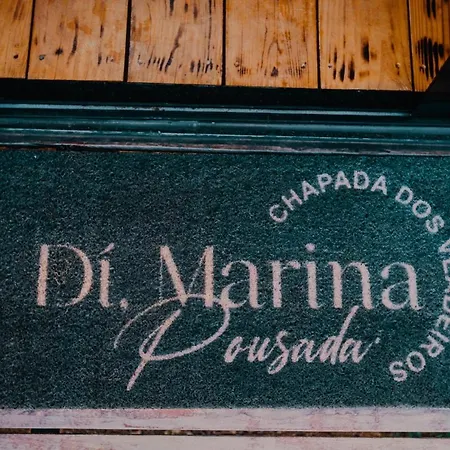 CHAPADA DOS VEADEIROS
Dí, Marina
Pousada